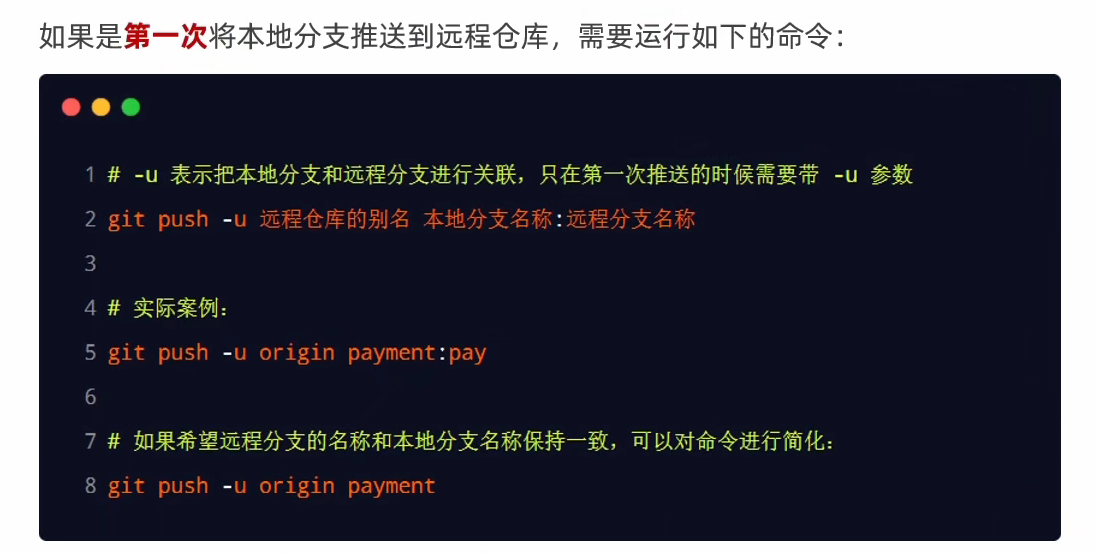 如果是第一次将本地分支推送到远程仓库，需要运行如下的命令：
1 # -u 表示把本地分支和远程分支进行关联，只在第一次推送的时候需要带 -u 参数
2 git push -u 远程仓库的别名 本地分支名称:远程分支名称
3
4 # 实际案例：
5 git push -u origin payment:pay
6
7 # 如果希望远程分支的名称和本地分支名称保持一致，可以对命令进行简化：
8 git push -u origin payment